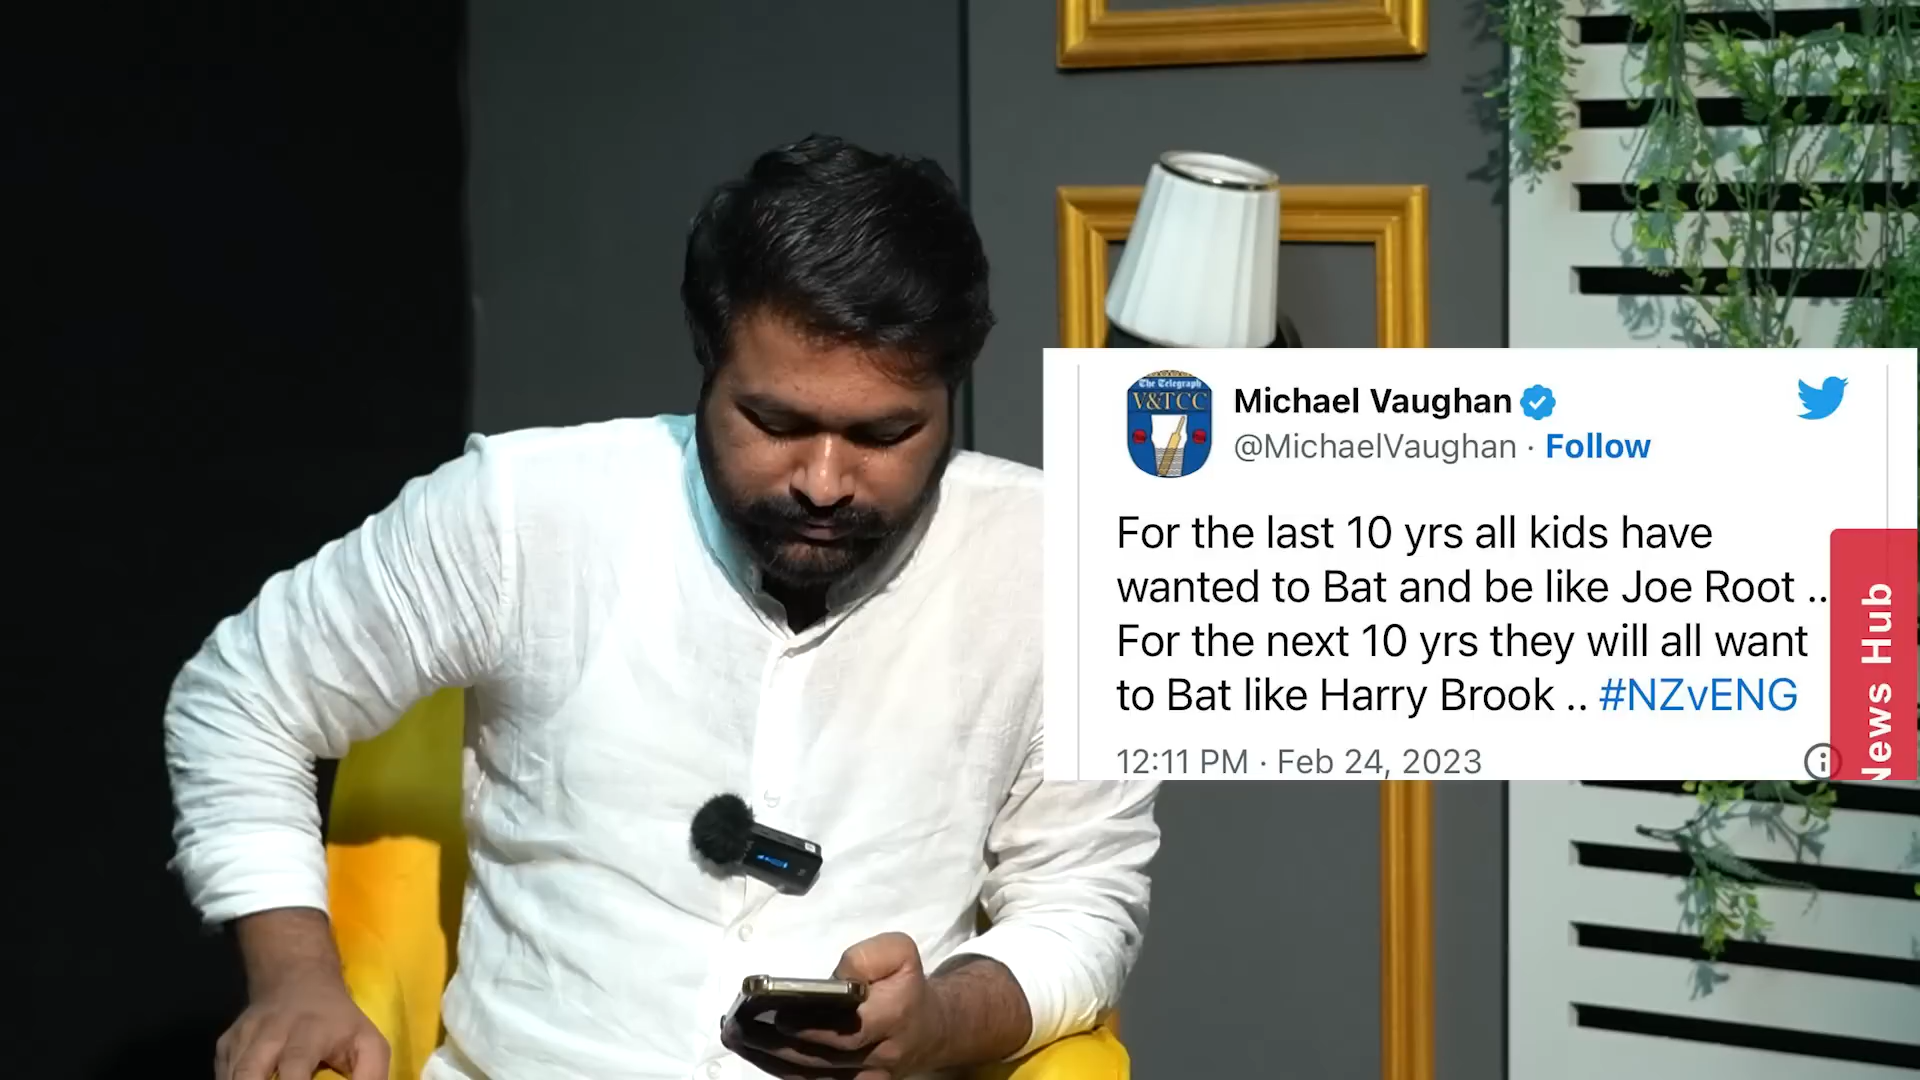 The Telegraph
V&TCC
Michael Vaughan
@MichaelVaughan · Follow
For the last 10 yrs all kids have
wanted to Bat and be like Joe Root ..
For the next 10 yrs they will all want
to Bat like Harry Brook .. #NZvENG
12:11 PM · Feb 24, 2023
News Hub